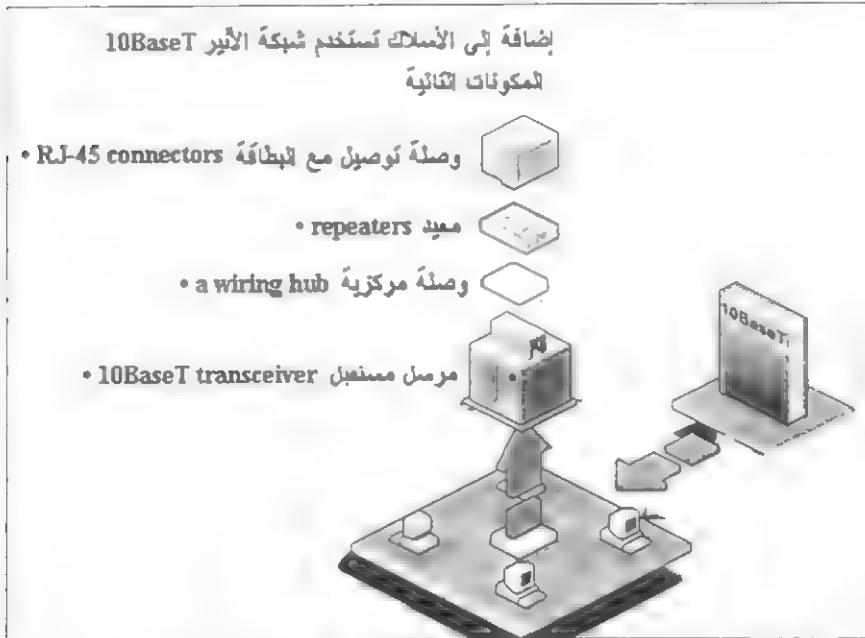 إضافة إلى الأسلاك تستخدم شبكة الأثير 10BaseT
المكونات التالية
وصلة توصيل مع البطاقة RJ-45 connectors •
معيد repeaters •
وصلة مركزية a wiring hub •
مرسل مستقبل 10BaseT transceiver •
10BaseT